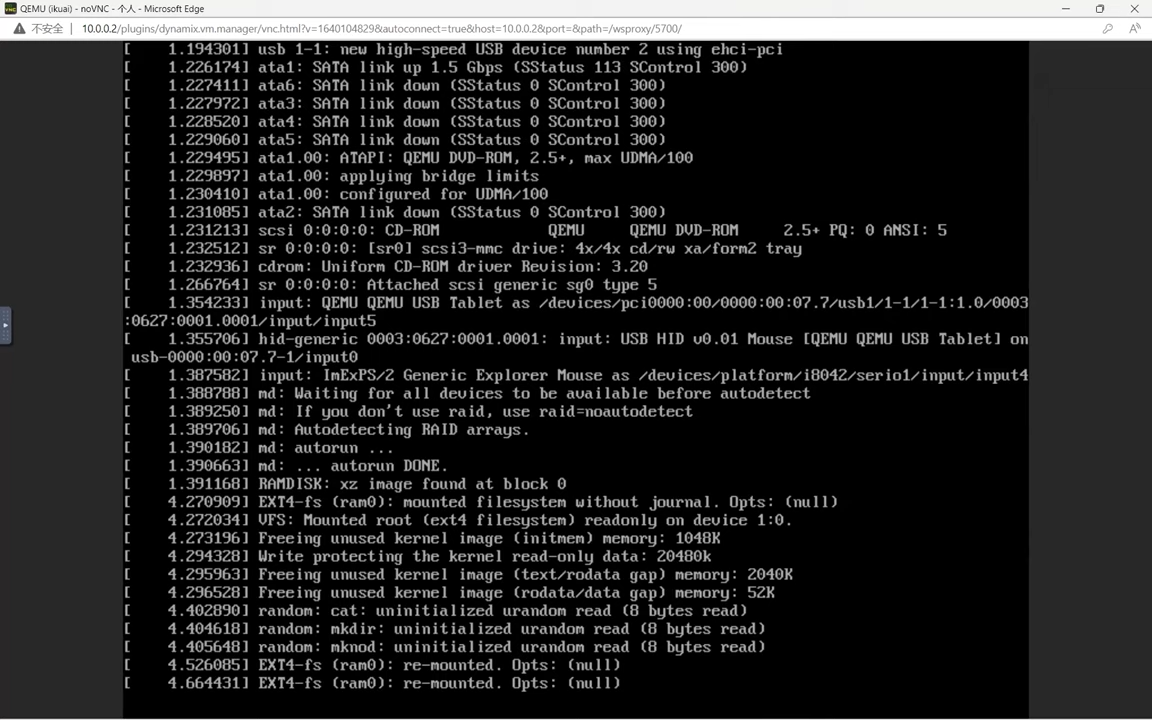 QEMU (ikuai) - noVNC - 个人 - Microsoft Edge
不安全 10.0.0.2/plugins/dynamix.vm.manager/vnc.html?v=1640104829&autoconnect=true&host=10.0.0.2&port=&path=/wsproxy/5700/
[    1.194301] usb 1-1: new high-speed USB device number 2 using ehci-pci
[    1.226174] ata1: SATA link up 1.5 Gbps (SStatus 113 SControl 300)
[    1.227411] ata6: SATA link down (SStatus 0 SControl 300)
[    1.227972] ata3: SATA link down (SStatus 0 SControl 300)
[    1.228520] ata4: SATA link down (SStatus 0 SControl 300)
[    1.229060] ata5: SATA link down (SStatus 0 SControl 300)
[    1.229495] ata1.00: ATAPI: QEMU DVD-ROM, 2.5+, max UDMA/100
[    1.229897] ata1.00: applying bridge limits
[    1.230410] ata1.00: configured for UDMA/100
[    1.231085] ata2: SATA link down (SStatus 0 SControl 300)
[    1.231213] scsi 0:0:0:0: CD-ROM            QEMU     QEMU DVD-ROM     2.5+ PQ: 0 ANSI: 5
[    1.232512] sr 0:0:0:0: [sr0] scsi3-mmc drive: 4x/4x cd/rw xa/form2 tray
[    1.232936] cdrom: Uniform CD-ROM driver Revision: 3.20
[    1.266764] sr 0:0:0:0: Attached scsi generic sg0 type 5
[    1.354233] input: QEMU QEMU USB Tablet as /devices/pci0000:00/0000:00:07.7/usb1/1-1/1-1:1.0/0003
:0627:0001.0001/input/input5
[    1.355706] hid-generic 0003:0627:0001.0001: input: USB HID v0.01 Mouse [QEMU QEMU USB Tablet] on
usb-0000:00:07.7-1/input0
[    1.387582] input: ImExPS/2 Generic Explorer Mouse as /devices/platform/i8042/serio1/input/input4
[    1.388788] md: Waiting for all devices to be available before autodetect
[    1.389250] md: If you don't use raid, use raid=noautodetect
[    1.389706] md: Autodetecting RAID arrays.
[    1.390182] md: autorun ...
[    1.390663] md: ... autorun DONE.
[    1.391168] RAMDISK: xz image found at block 0
[    4.270909] EXT4-fs (ram0): mounted filesystem without journal. Opts: (null)
[    4.272034] VFS: Mounted root (ext4 filesystem) readonly on device 1:0.
[    4.273196] Freeing unused kernel image (initmem) memory: 1048K
[    4.294328] Write protecting the kernel read-only data: 20480k
[    4.295963] Freeing unused kernel image (text/rodata gap) memory: 2040K
[    4.296528] Freeing unused kernel image (rodata/data gap) memory: 52K
[    4.402890] random: cat: uninitialized urandom read (8 bytes read)
[    4.404618] random: mkdir: uninitialized urandom read (8 bytes read)
[    4.405648] random: mknod: uninitialized urandom read (8 bytes read)
[    4.526085] EXT4-fs (ram0): re-mounted. Opts: (null)
[    4.664431] EXT4-fs (ram0): re-mounted. Opts: (null)